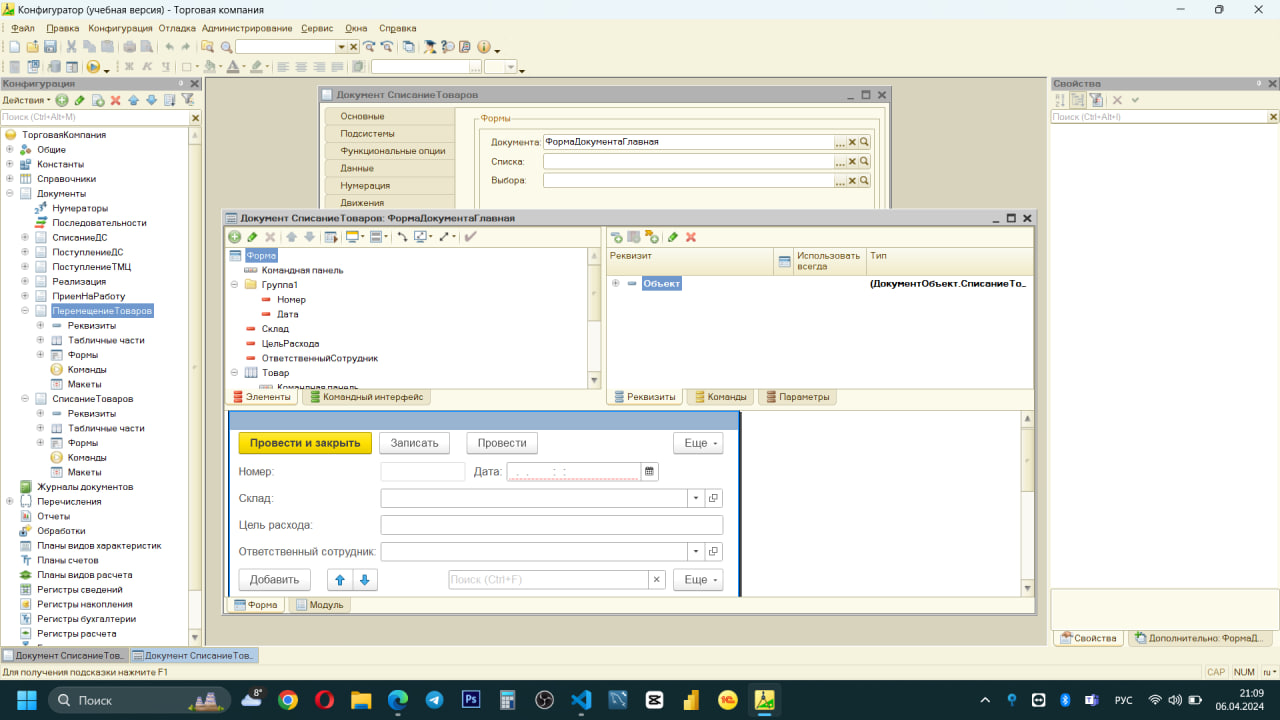 Конфигуратор (учебная версия) - Торговая компания
Файл Правка Конфигурация Отладка Администрирование Сервис Окна Справка
Конфигурация
Действия
Поиск (Ctrl+Alt+M)
ТорговаяКомпания
Общие
Константы
Справочники
Документы
Нумераторы
Последовательности
СписаниеДС
ПоступлениеДС
ПоступлениеТМЦ
Реализация
ПриемНаРаботу
ПеремещениеТоваров
Реквизиты
Табличные части
Формы
Команды
Макеты
СписаниеТоваров
Реквизиты
Табличные части
Формы
Команды
Макеты
Журналы документов
Перечисления
Отчеты
Обработки
Планы видов характеристик
Планы счетов
Планы видов расчета
Регистры сведений
Регистры накопления
Регистры бухгалтерии
Регистры расчета
Документ СписаниеТоваров
Основные
Подсистемы
Функциональные опции
Данные
Нумерация
Движения
Формы
Документа: ФормаДокументаГлавная
Списка:
Выбора:
Документ СписаниеТоваров: ФормаДокументаГлавная
Форма
Командная панель
Группа1
Номер
Дата
Склад
ЦельРасхода
ОтветственныйСотрудник
Товар
Командная панель
Элементы Командный интерфейс
Реквизит Использовать всегда Тип
Объект (ДокументОбъект.СписаниеТо...
Реквизиты Команды Параметры
Провести и закрыть Записать Провести Еще
Номер: Дата: . . : :
Склад:
Цель расхода:
Ответственный сотрудник:
Добавить Поиск (Ctrl+F) × Еще
Форма Модуль
Свойства
Поиск (Ctrl+Alt+I)
Свойства Дополнительно: ФормаД...
Документ СписаниеТов... Документ СписаниеТов...
Для получения подсказки нажмите F1
CAP NUM ru
Поиск
8°
Ps
РУС
21:09
06.04.2024